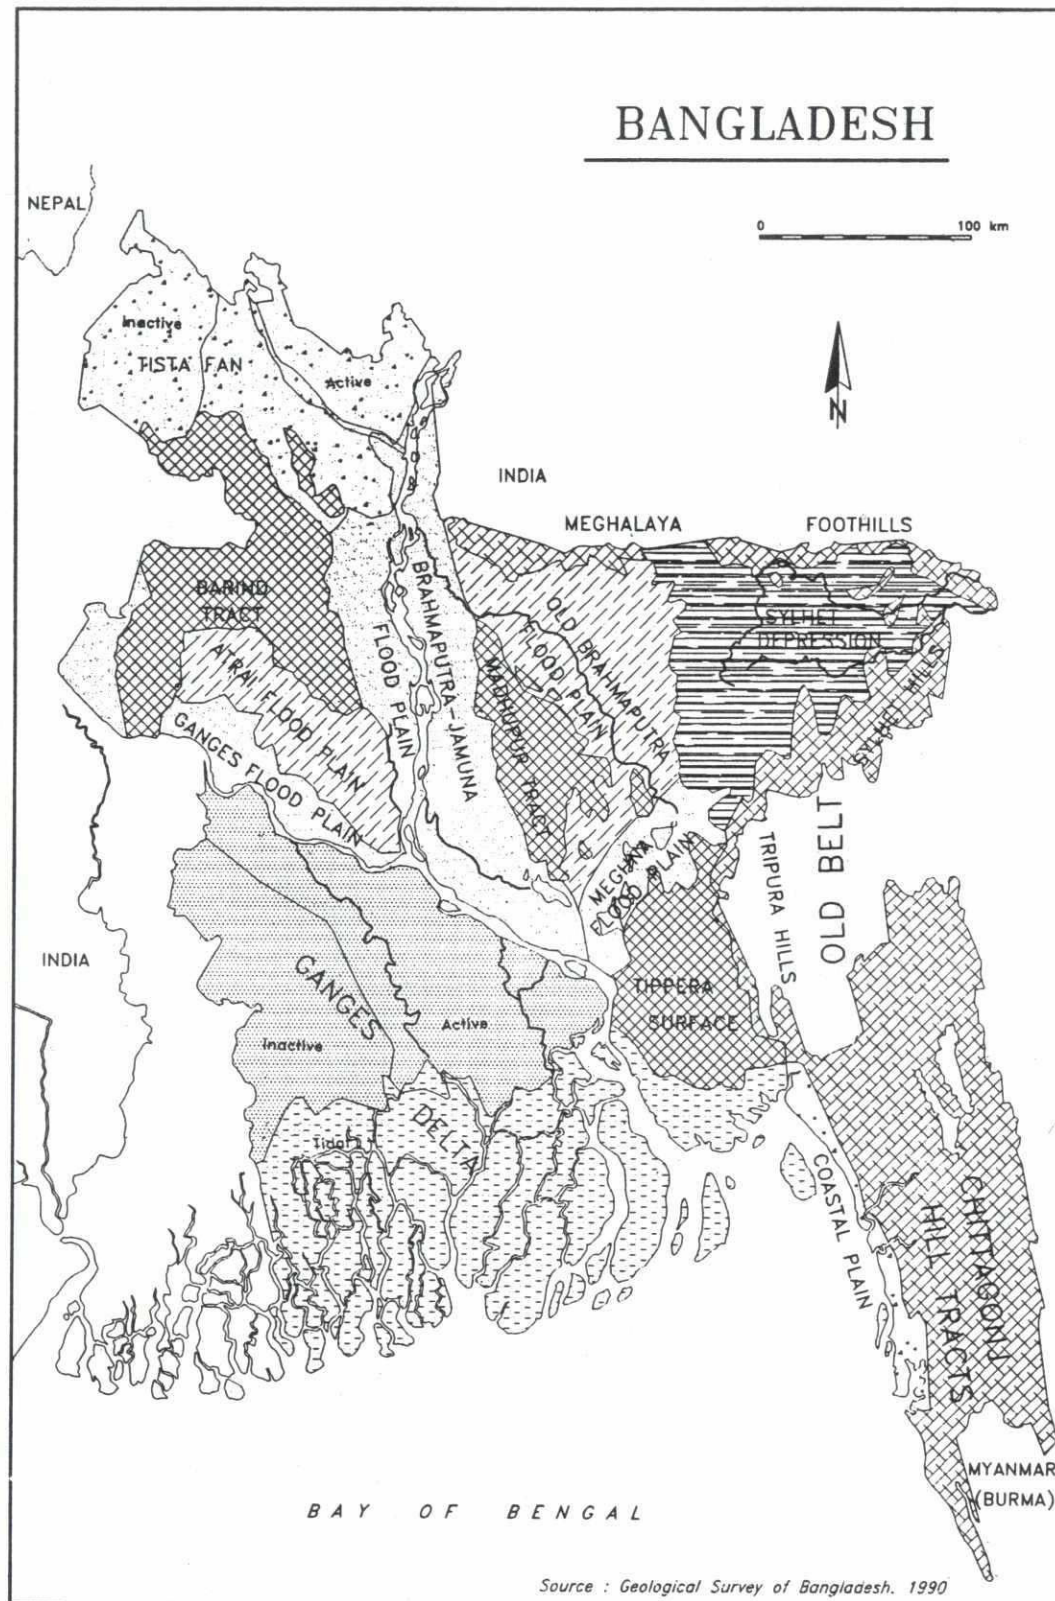 BANGLADESH
0 100 km
NEPAL
N
Inactive
TISTA FAN
Active
INDIA
MEGHALAYA FOOTHILLS
BARIND
TRACT
ATRAI FLOOD PLAIN
GANGES FLOOD PLAIN
BRAHMAPUTRA-JAMUNA
FLOOD PLAIN
OLD BRAHMAPUTRA
FLOOD PLAIN
MADHUPUR TRACT
SYLHET
DEPRESSION
SYLHET HILLS
MEGHNA
FLOOD PLAIN
TRIPURA HILLS
OLD BELT
INDIA
GANGES
Inactive
Active
TIPPERA
SURFACE
DELTA
Tidal
COASTAL PLAIN
CHITTAGONJ
HILL TRACTS
MYANMAR
(BURMA)
BAY OF BENGAL
Source : Geological Survey of Bangladesh. 1990